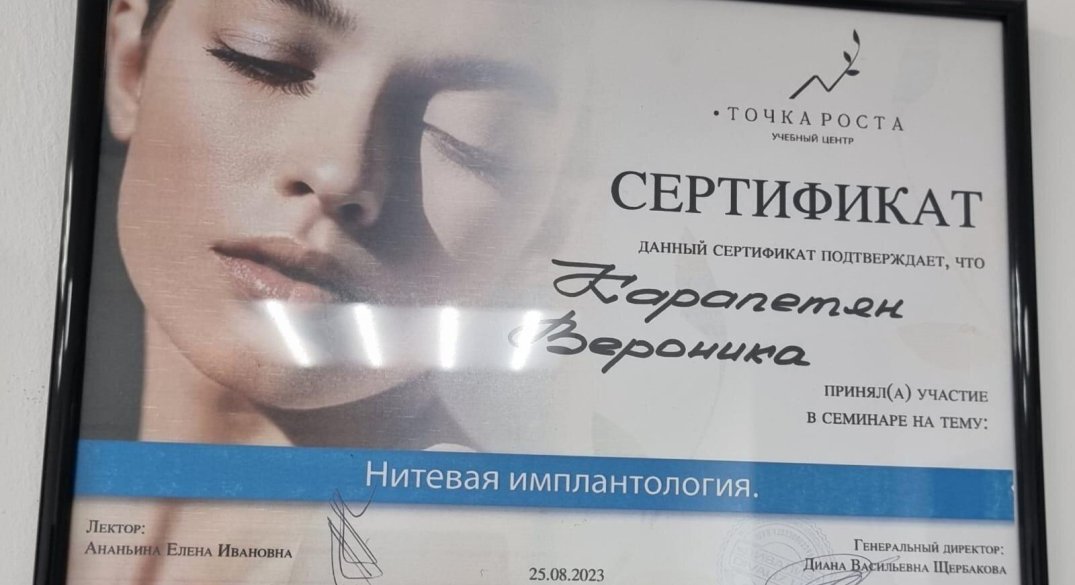 • ТОЧКА РОСТА
УЧЕБНЫЙ ЦЕНТР
СЕРТИФИКАТ
ДАННЫЙ СЕРТИФИКАТ ПОДТВЕРЖДАЕТ, ЧТО
Карапетян
Вероника
ПРИНЯЛ(А) УЧАСТИЕ
В СЕМИНАРЕ НА ТЕМУ:
Нитевая имплантология.
ЛЕКТОР:
АНАНЬИНА ЕЛЕНА ИВАНОВНА
25.08.2023
ГЕНЕРАЛЬНЫЙ ДИРЕКТОР:
ДИАНА ВАСИЛЬЕВНА ЩЕРБАКОВА